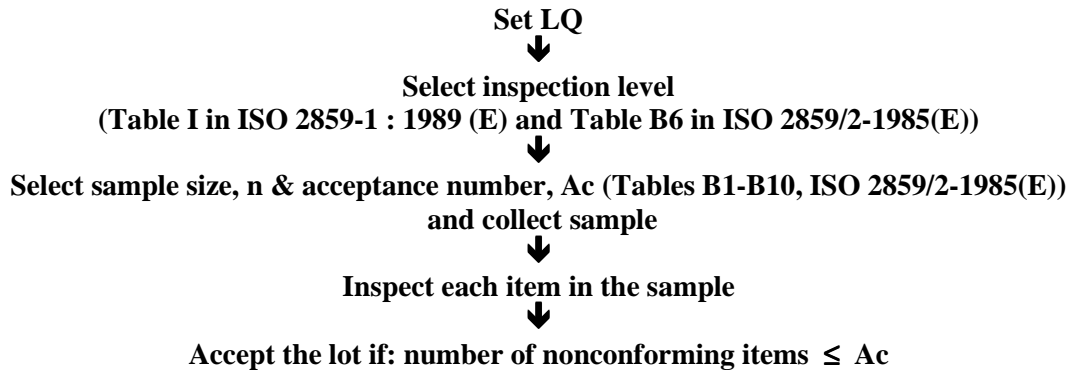 Set LQ
🡻
Select inspection level
(Table I in ISO 2859-1 : 1989 (E) and Table B6 in ISO 2859/2-1985(E))
🡻
Select sample size, n & acceptance number, Ac (Tables B1-B10, ISO 2859/2-1985(E))
and collect sample
🡻
Inspect each item in the sample
🡻
Accept the lot if: number of nonconforming items ≤ Ac